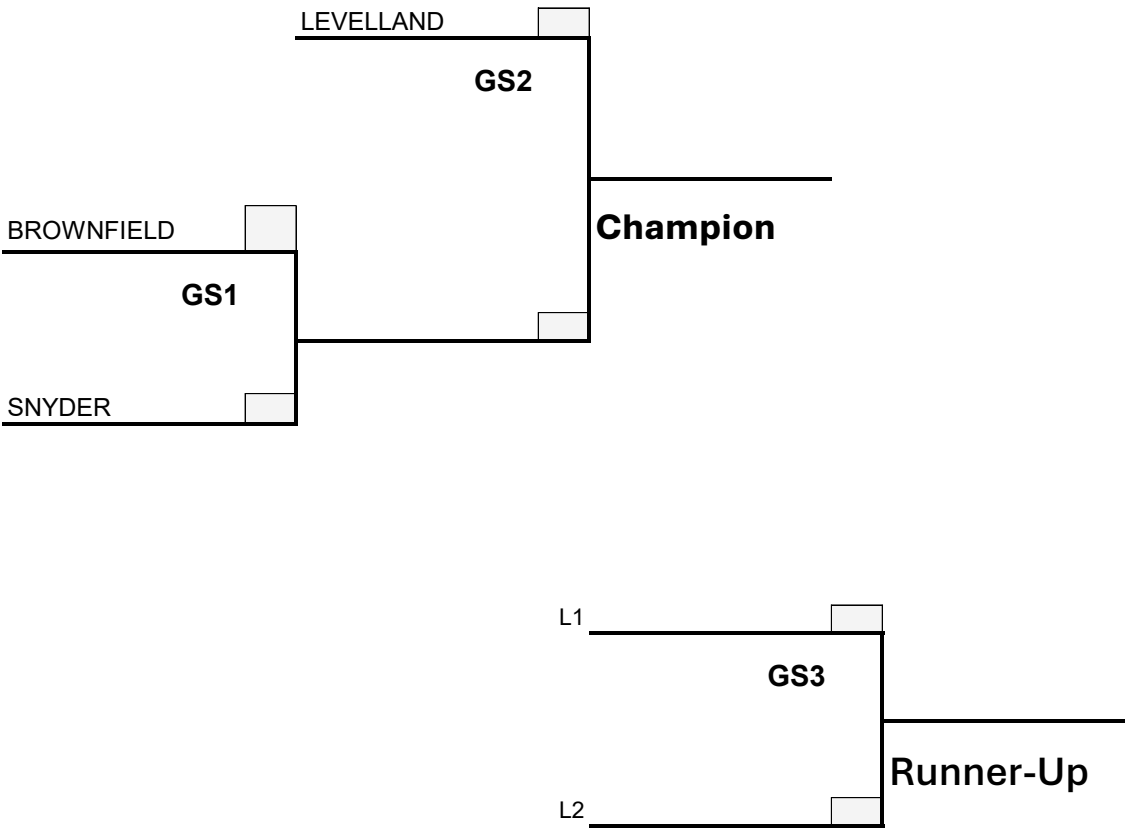 LEVELLAND
GS2
BROWNFIELD
Champion
GS1
SNYDER
L1
GS3
Runner-Up
L2